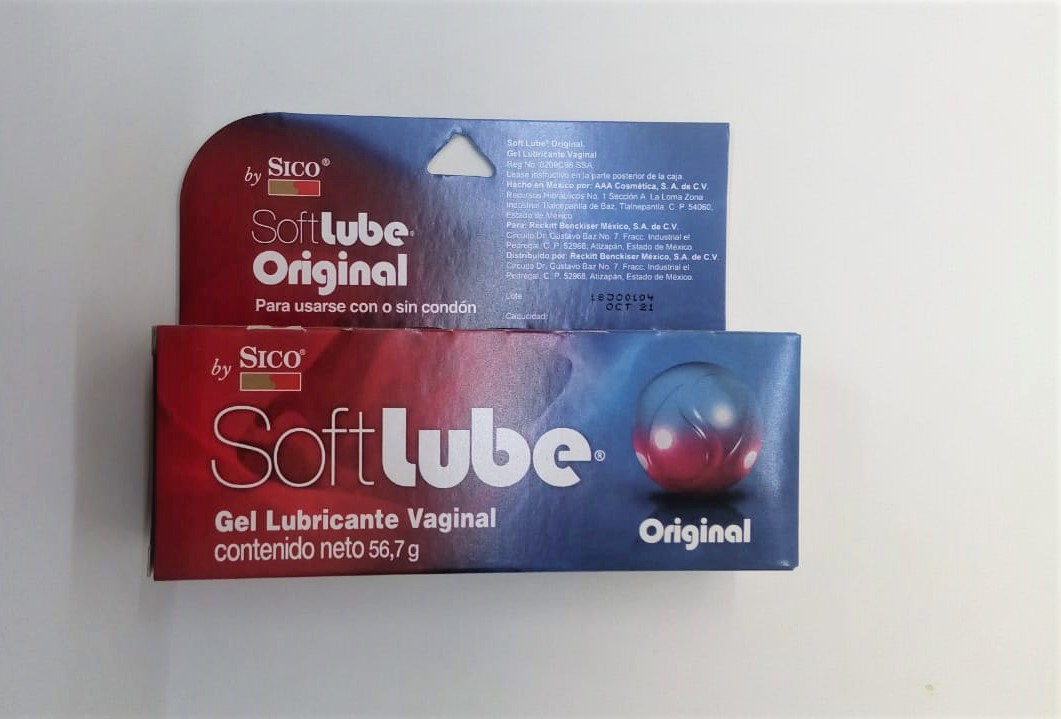 by SICO®
SoftLube®
Original
Para usarse con o sin condón
Soft Lube® Original.
Gel Lubricante Vaginal
Reg No. 0209C98 SSA
Léase instructivo en la parte posterior de la caja.
Hecho en México por: AAA Cosmética, S. A. de C.V.
Recursos Hidráulicos No. 1 Sección A La Loma Zona
Industrial Tlalnepantla de Baz, Tlalnepantla. C. P. 54060,
Estado de México
Para: Reckitt Benckiser México, S.A. de C.V.
Circuito Dr. Gustavo Baz No. 7. Fracc. Industrial el
Pedregal, C. P. 52968, Atizapán, Estado de México.
Distribuido por: Reckitt Benckiser México, S.A. de C.V.
Circuito Dr. Gustavo Baz No. 7. Fracc. Industrial el
Pedregal, C. P. 52968, Atizapán, Estado de México.
Lote 18J00104
OCT 21
Caducidad:
by SICO®
SoftLube®
Gel Lubricante Vaginal
contenido neto 56,7 g
Original